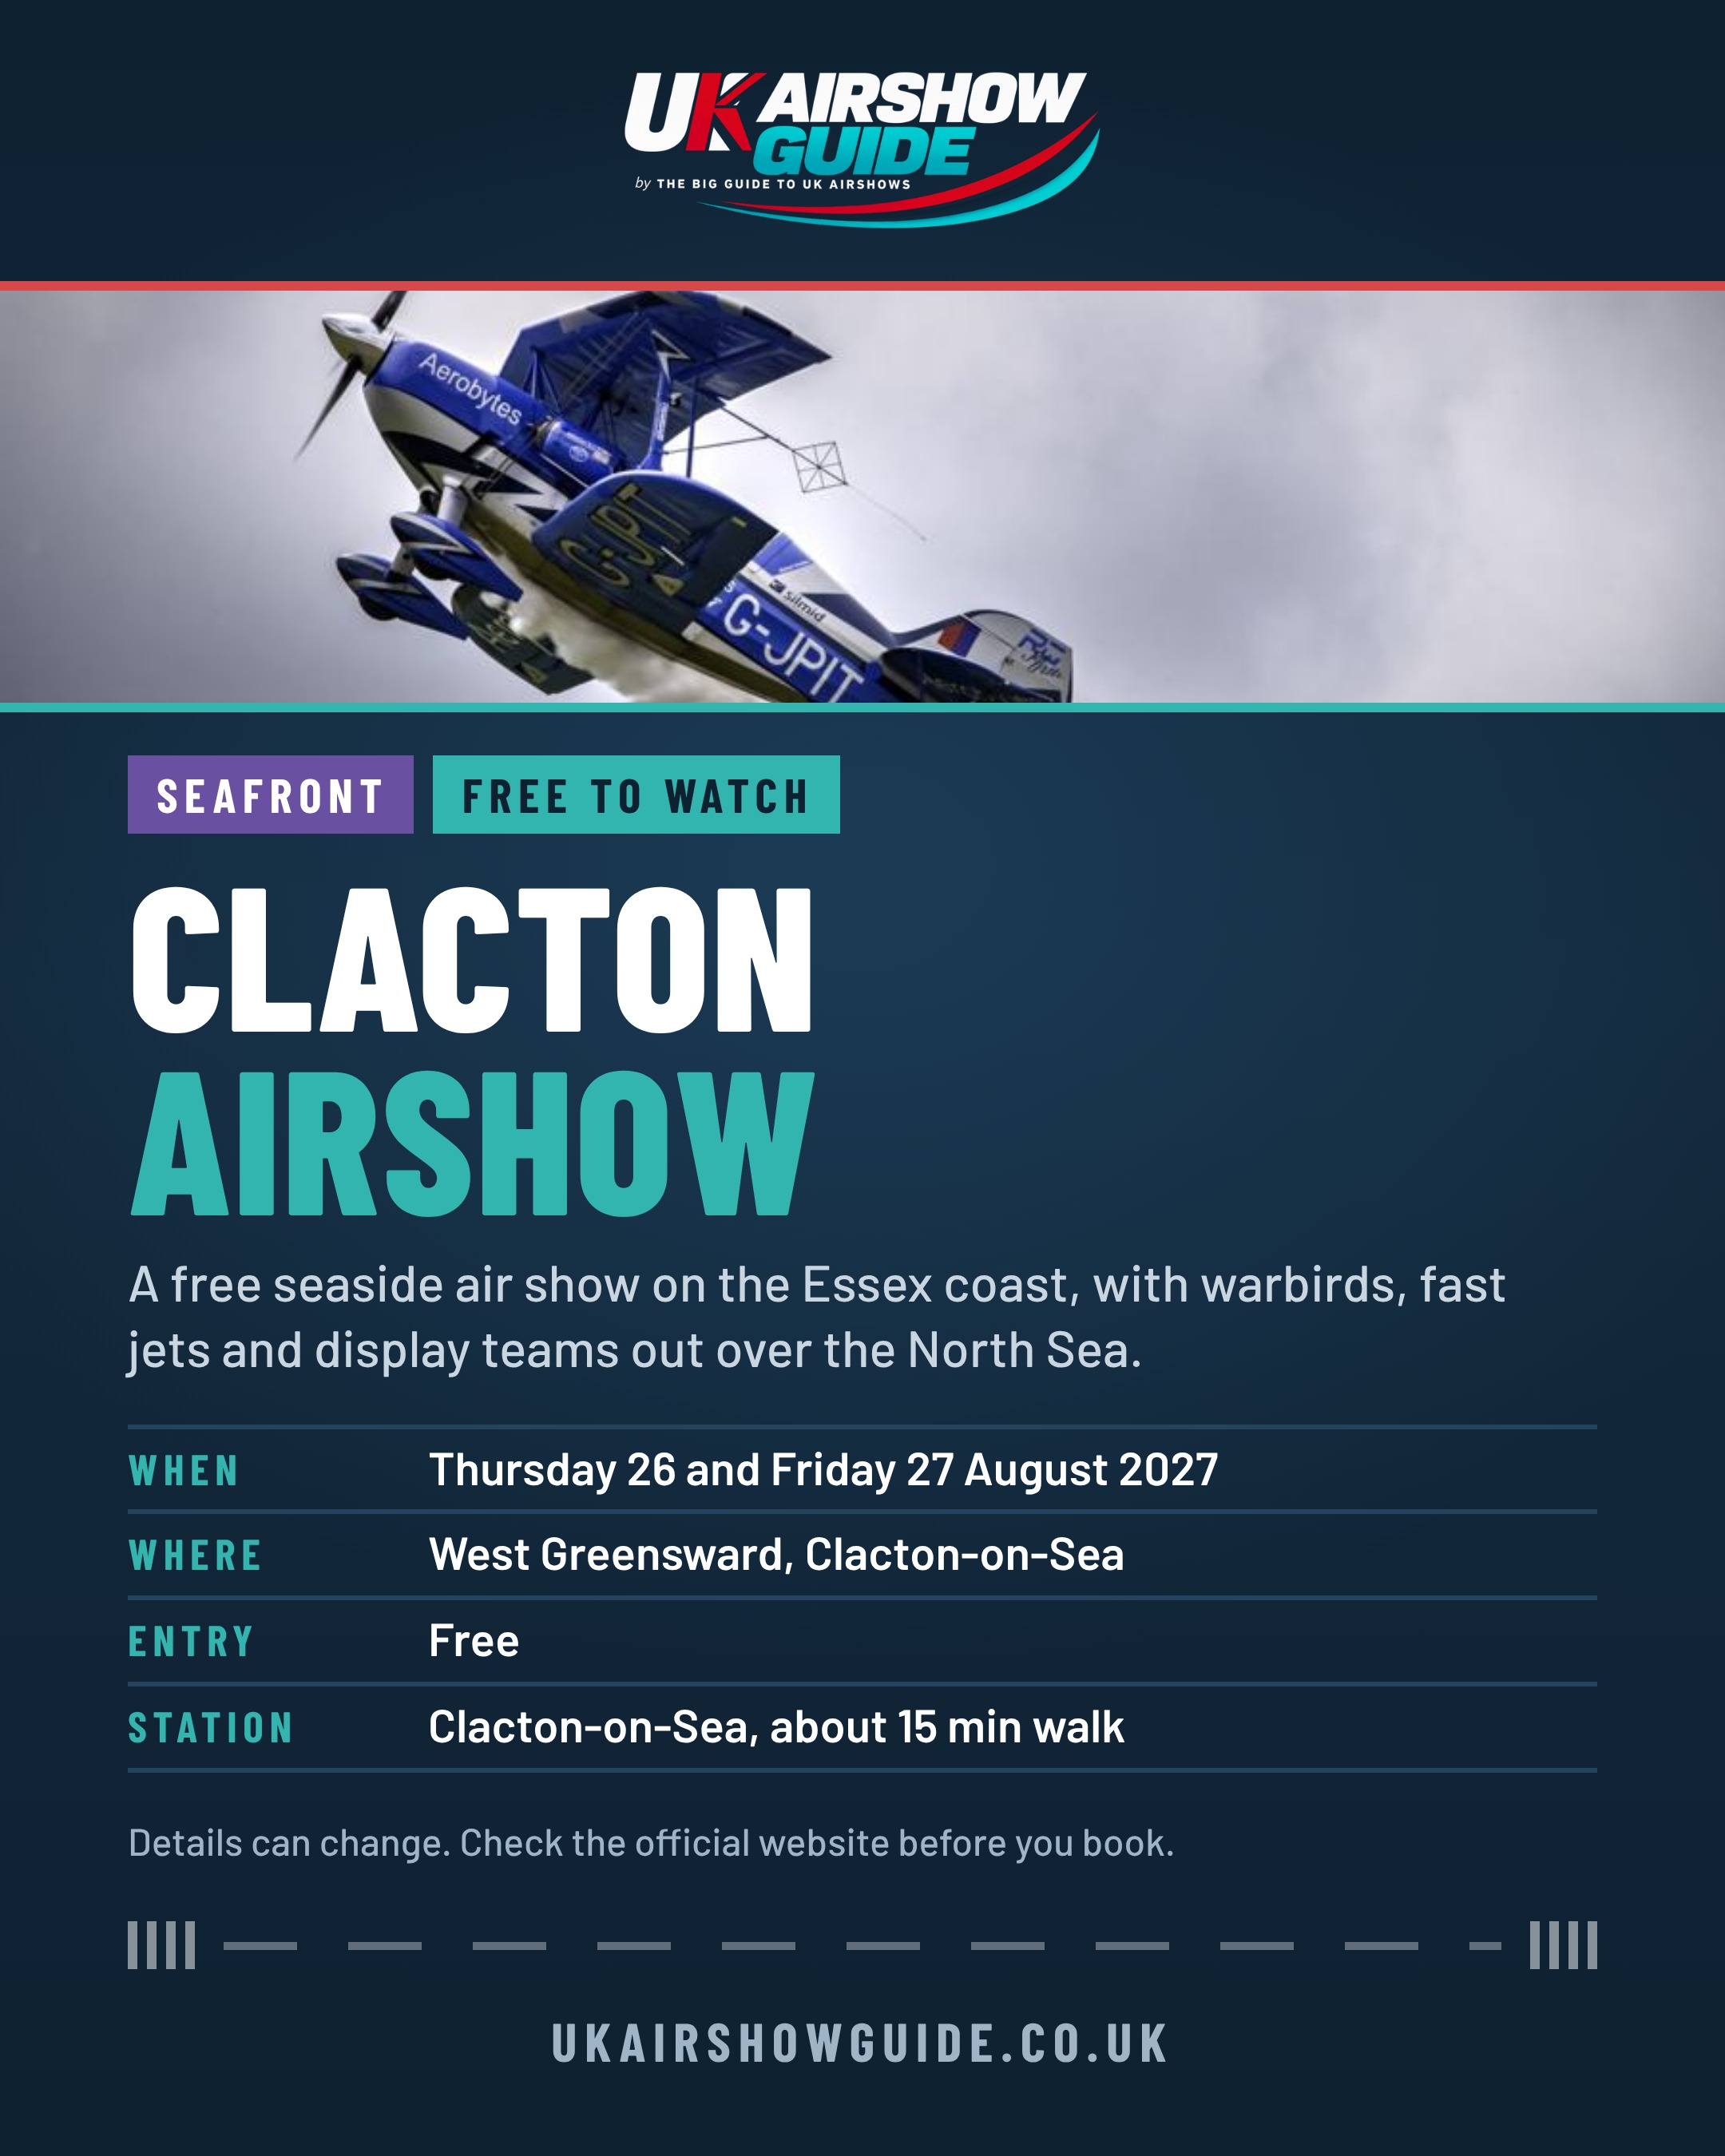 UK AIRSHOW
GUIDE
by THE BIG GUIDE TO UK AIRSHOWS
Aerobytes
G-JPIT
silmid
G-JPIT
SEAFRONT
FREE TO WATCH
CLACTON
AIRSHOW
A free seaside air show on the Essex coast, with warbirds, fast
jets and display teams out over the North Sea.
WHEN
Thursday 26 and Friday 27 August 2027
WHERE
West Greensward, Clacton-on-Sea
ENTRY
Free
STATION
Clacton-on-Sea, about 15 min walk
Details can change. Check the official website before you book.
UKAIRSHOWGUIDE.CO.UK